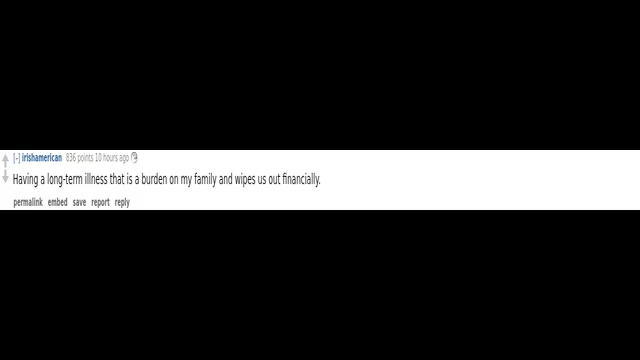 [-] irishamerican 836 points 10 hours ago
Having a long-term illness that is a burden on my family and wipes us out financially.
permalink embed save report reply